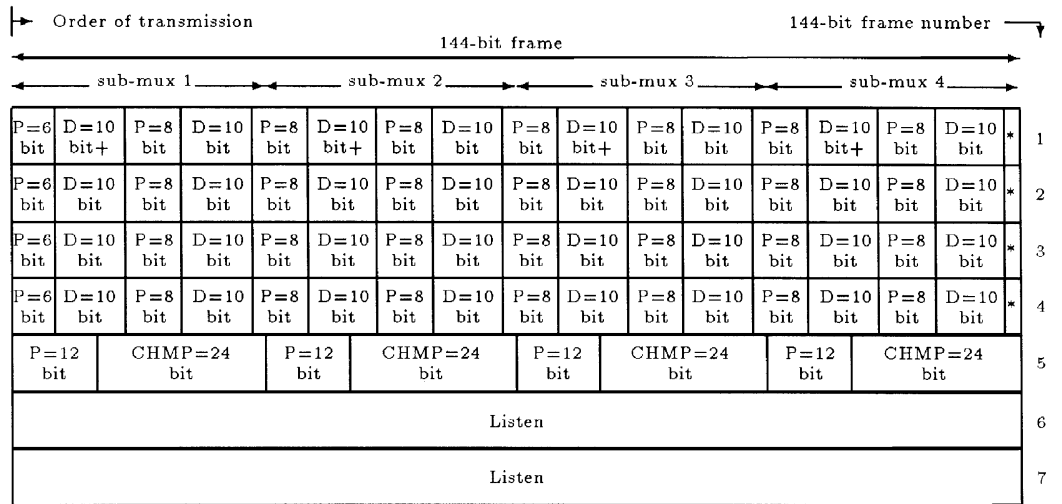 Order of transmission 144-bit frame number
144-bit frame
sub-mux 1 sub-mux 2 sub-mux 3 sub-mux 4
P=6 D=10 P=8 D=10 P=8 D=10 P=8 D=10 P=8 D=10 P=8 D=10 P=8 D=10 P=8 D=10 * 1
bit bit+ bit bit bit bit+ bit bit bit bit+ bit bit bit bit+ bit bit
P=6 D=10 P=8 D=10 P=8 D=10 P=8 D=10 P=8 D=10 P=8 D=10 P=8 D=10 P=8 D=10 * 2
bit bit bit bit bit bit bit bit bit bit bit bit bit bit bit bit
P=6 D=10 P=8 D=10 P=8 D=10 P=8 D=10 P=8 D=10 P=8 D=10 P=8 D=10 P=8 D=10 * 3
bit bit bit bit bit bit bit bit bit bit bit bit bit bit bit bit
P=6 D=10 P=8 D=10 P=8 D=10 P=8 D=10 P=8 D=10 P=8 D=10 P=8 D=10 P=8 D=10 * 4
bit bit bit bit bit bit bit bit bit bit bit bit bit bit bit bit
P=12 CHMP=24 P=12 CHMP=24 P=12 CHMP=24 P=12 CHMP=24 5
bit bit bit bit bit bit bit bit
Listen 6
Listen 7